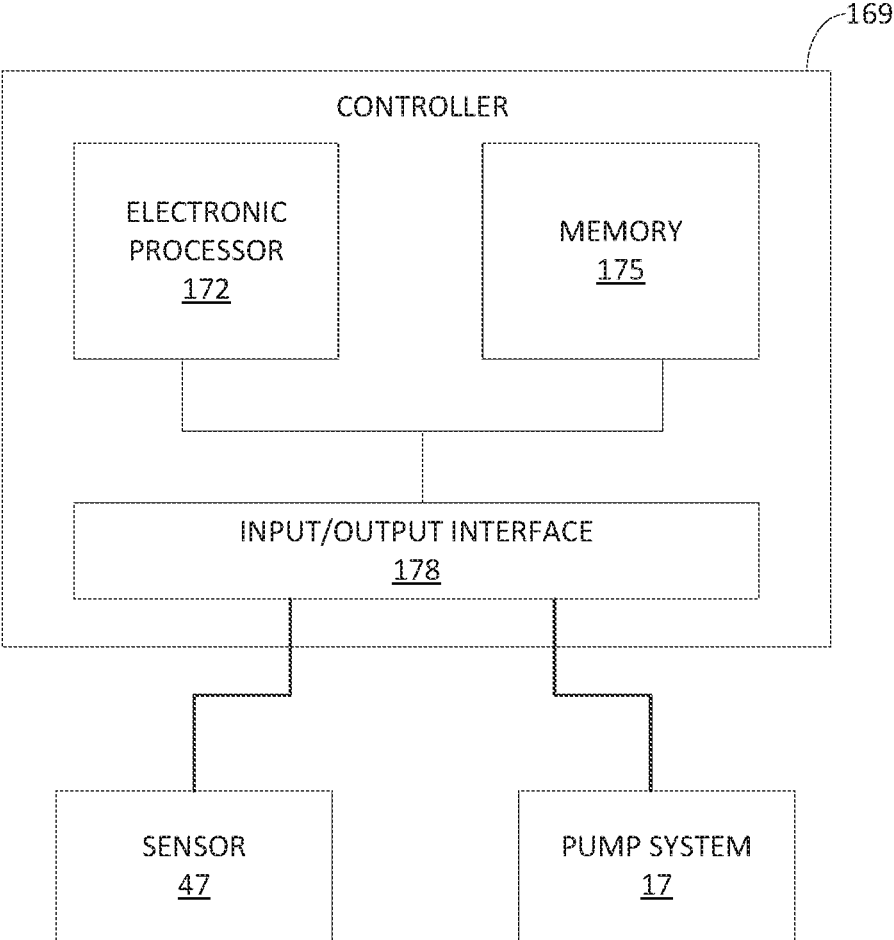 169
CONTROLLER
ELECTRONIC
PROCESSOR
172
MEMORY
175
INPUT/OUTPUT INTERFACE
178
SENSOR
47
PUMP SYSTEM
17